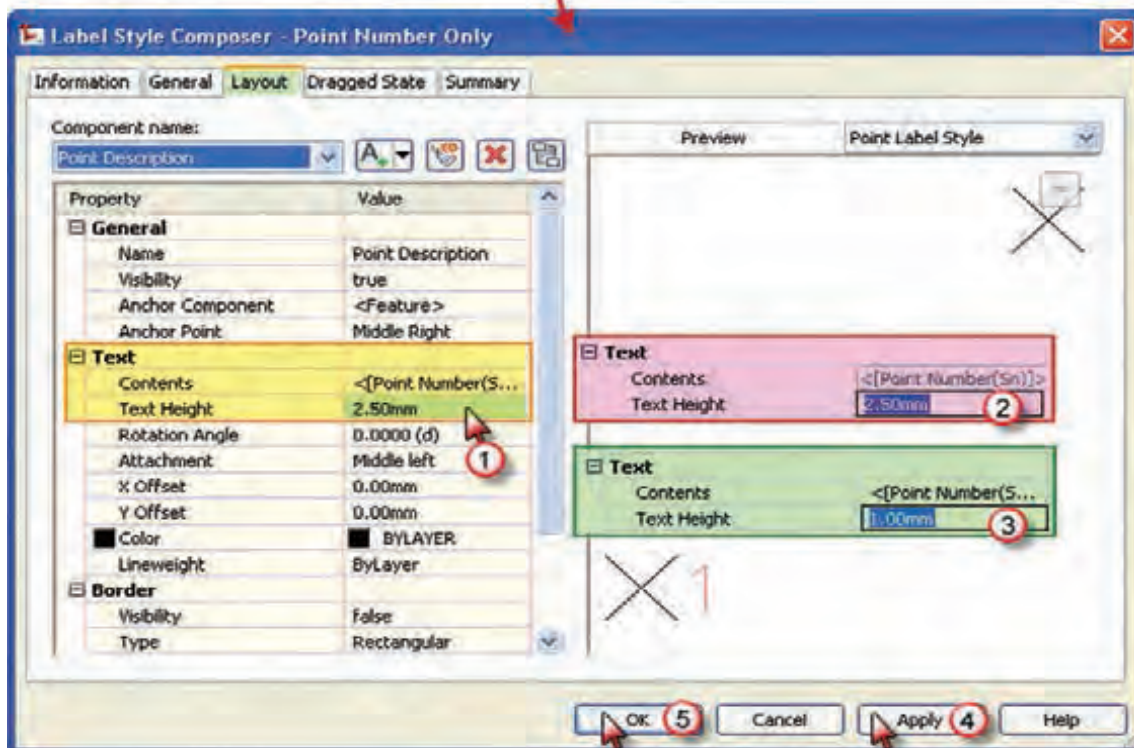 Label Style Composer - Point Number Only
Information General Layout Dragged State Summary
Component name:
Point Description
Preview Point Label Style
Property Value
General
Name Point Description
Visibility true
Anchor Component <Feature>
Anchor Point Middle Right
Text
Contents <[Point Number(S...
Text Height 2.50mm
1
Rotation Angle 0.0000 (d)
Attachment Middle left
X Offset 0.00mm
Y Offset 0.00mm
Color BYLAYER
Lineweight ByLayer
Border
Visibility False
Type Rectangular
Text
Contents <[Point Number(Sn)]>
Text Height 2.50mm 2
Text
Contents <[Point Number(S...
Text Height 1.00mm 3
1
OK 5 Cancel Apply 4 Help